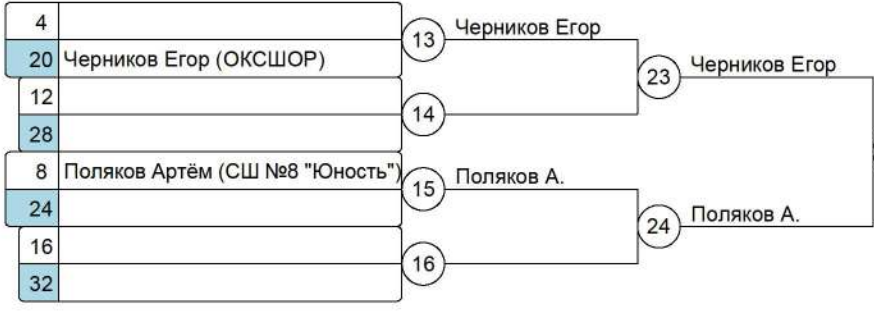 4
13 Черников Егор
20 Черников Егор (ОКСШОР)
23 Черников Егор
12
14
28
8 Поляков Артём (СШ №8 "Юность")
15 Поляков А.
24
24 Поляков А.
16
16
32